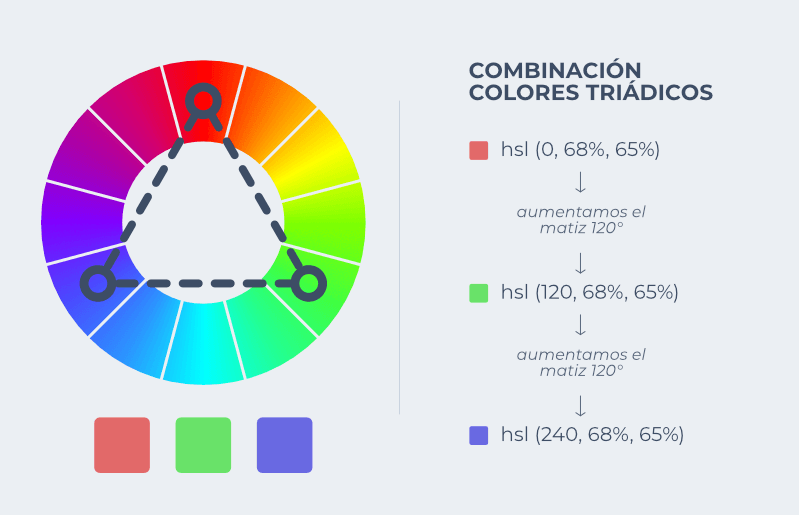 COMBINACIÓN
COLORES TRIÁDICOS
hsl (0, 68%, 65%)
aumentamos el
matiz 120°
hsl (120, 68%, 65%)
aumentamos el
matiz 120°
hsl (240, 68%, 65%)